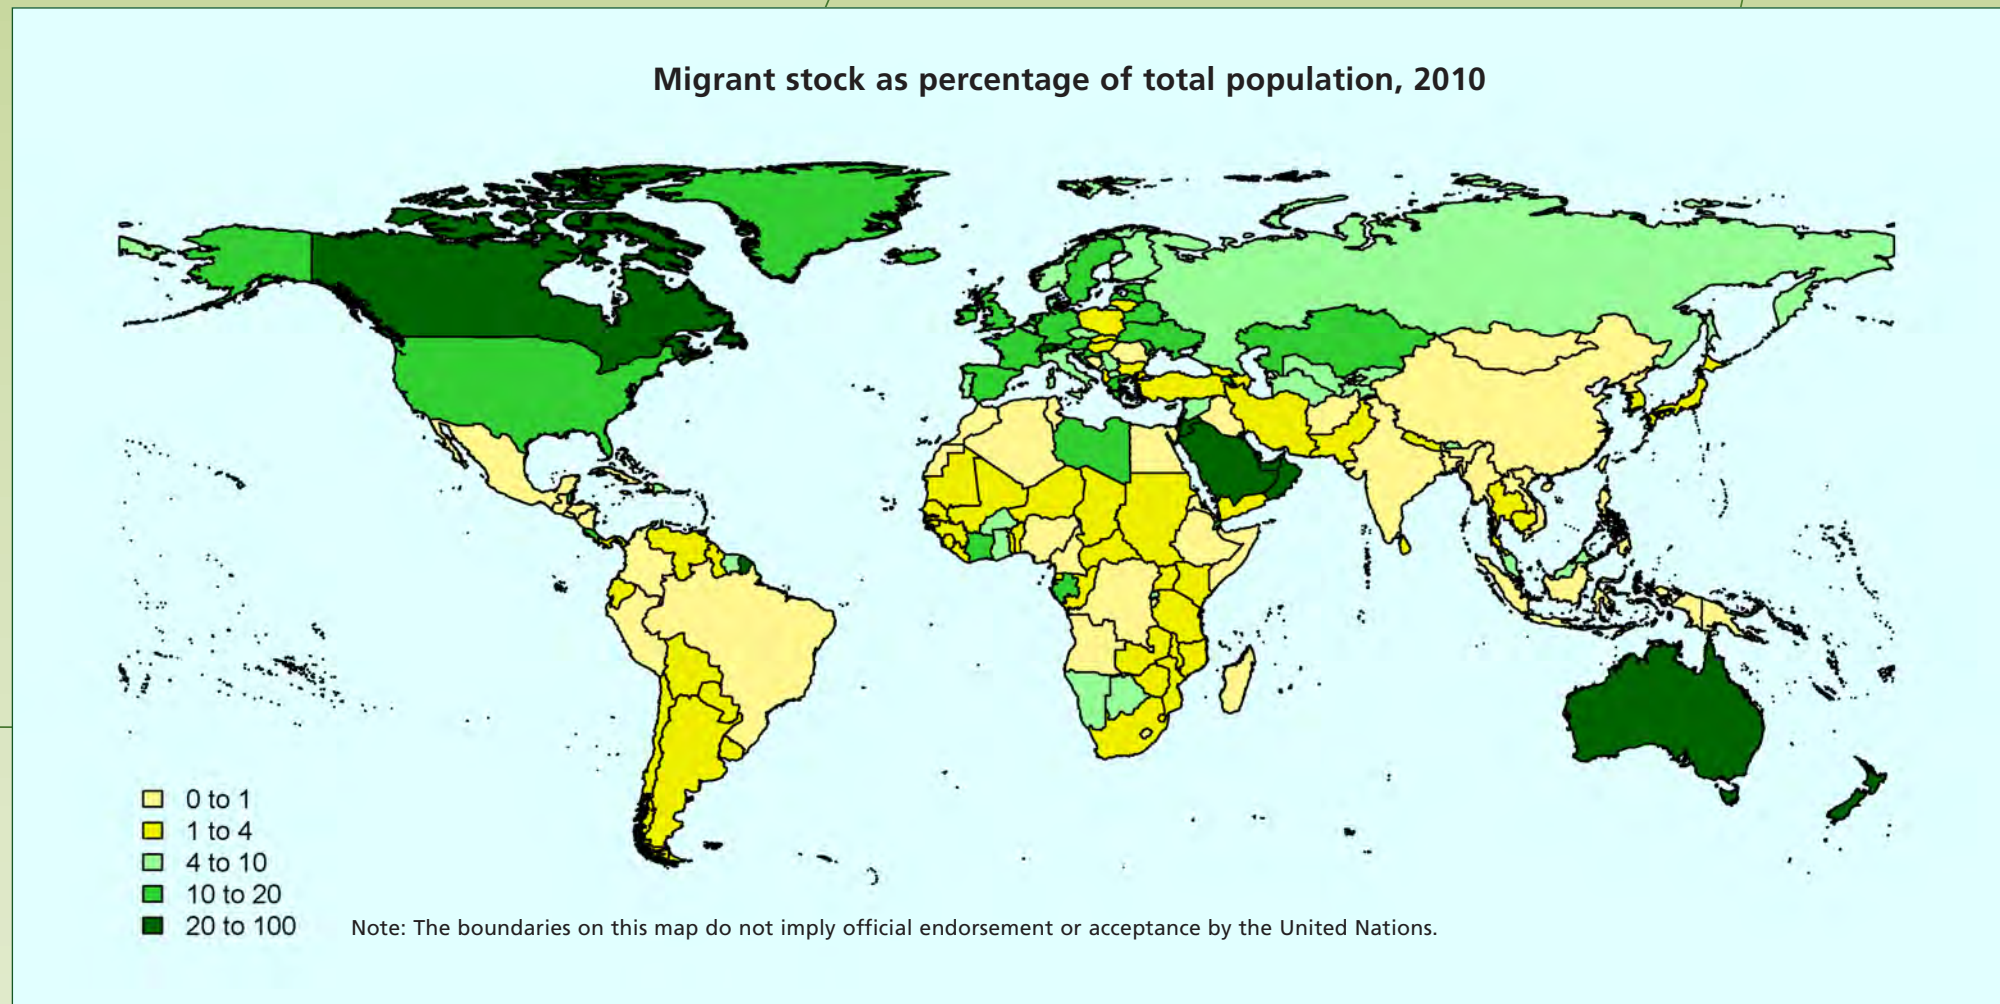 Migrant stock as percentage of total population, 2010
0 to 1
1 to 4
4 to 10
10 to 20
20 to 100
Note: The boundaries on this map do not imply official endorsement or acceptance by the United Nations.